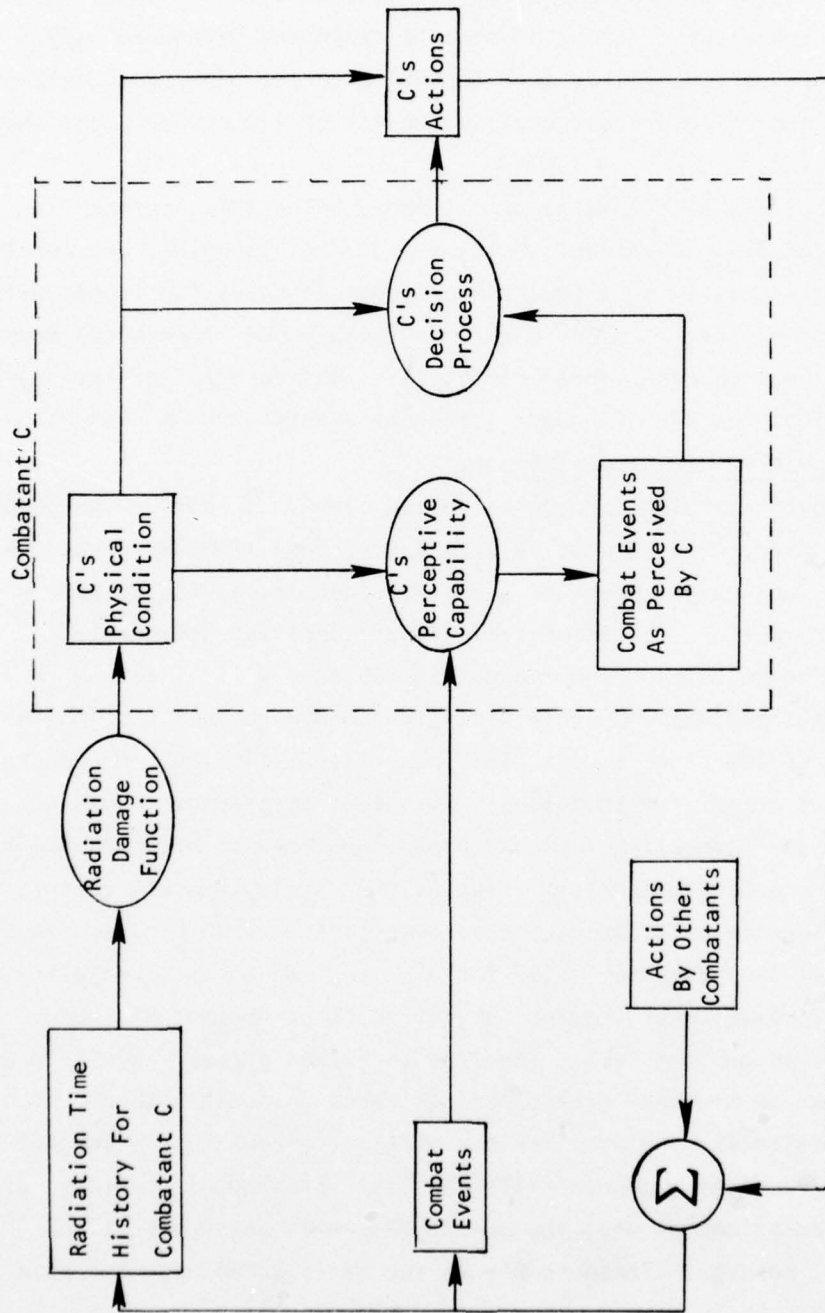 Combatant C
Radiation Time
History For
Combatant C
Radiation
Damage
Function
C's
Physical
Condition
C's
Actions
C's
Decision
Process
C's
Perceptive
Capability
Combat
Events
Combat Events
As Perceived
By C
Actions
By Other
Combatants
Σ